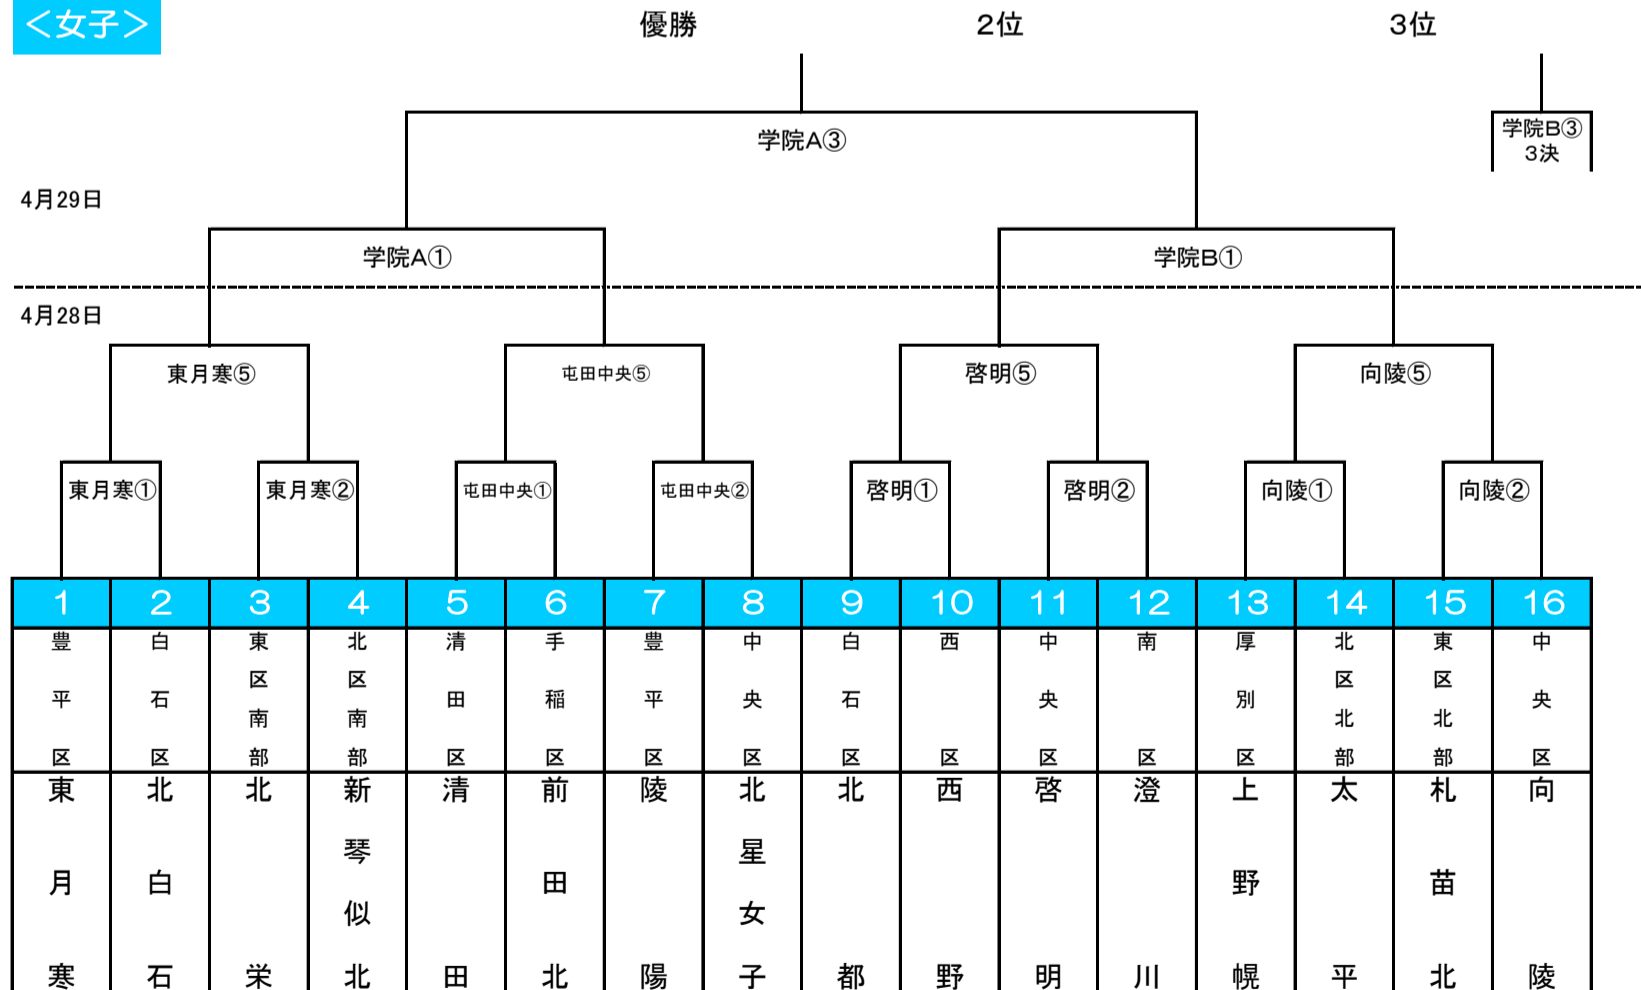 ＜女子＞
優勝　2位　3位
学院A③
学院B③
3決
4月29日
学院A①　学院B①
4月28日
東月寒⑤　屯田中央⑤　啓明⑤　向陵⑤
東月寒①　東月寒②　屯田中央①　屯田中央②　啓明①　啓明②　向陵①　向陵②
1　2　3　4　5　6　7　8　9　10　11　12　13　14　15　16
豊平区　白石区　東区南部　北区南部　清田区　手稲区　豊平区　中央区　白石区　西区　中央区　南区　厚別区　北区北部　東区北部　中央区
東月寒　北白石　北栄　新琴似北　清田　前田北　陵陽　北星女子　北都　西野　啓明　澄川　上野幌　太平　札苗北　向陵